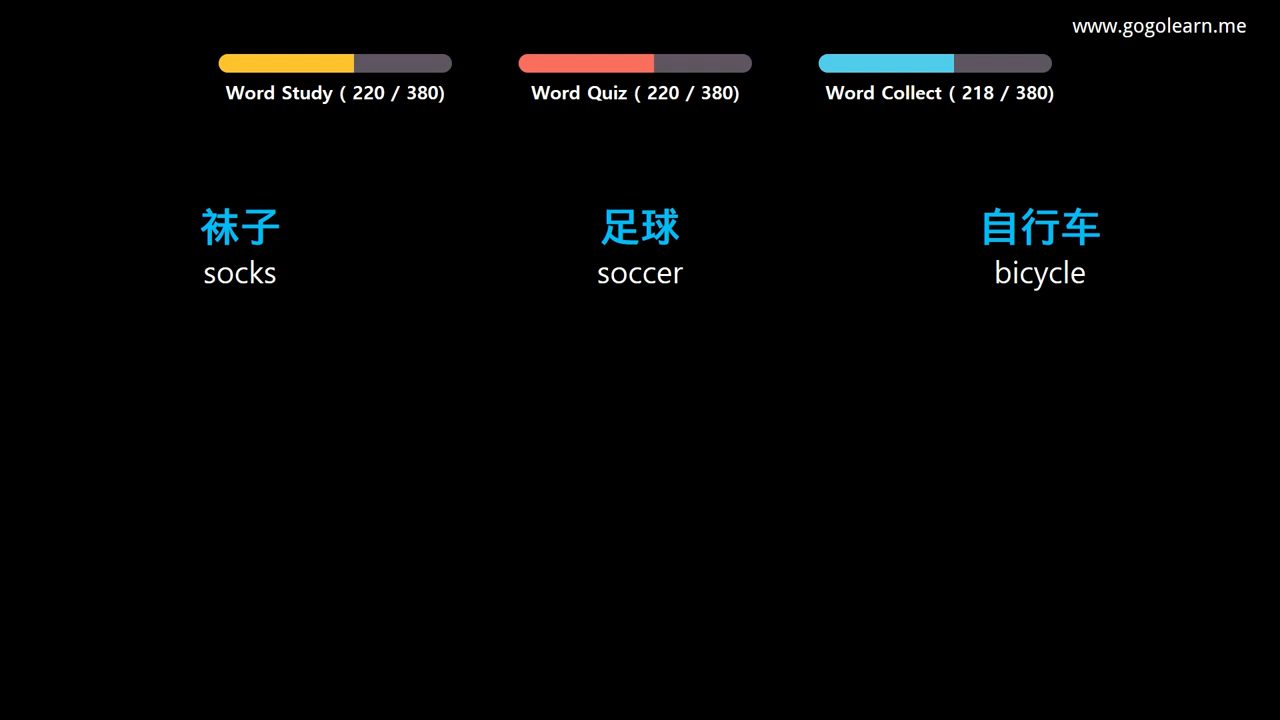 www.gogolearn.me
Word Study ( 220 / 380) Word Quiz ( 220 / 380) Word Collect ( 218 / 380)
袜子 足球 自行车
socks soccer bicycle